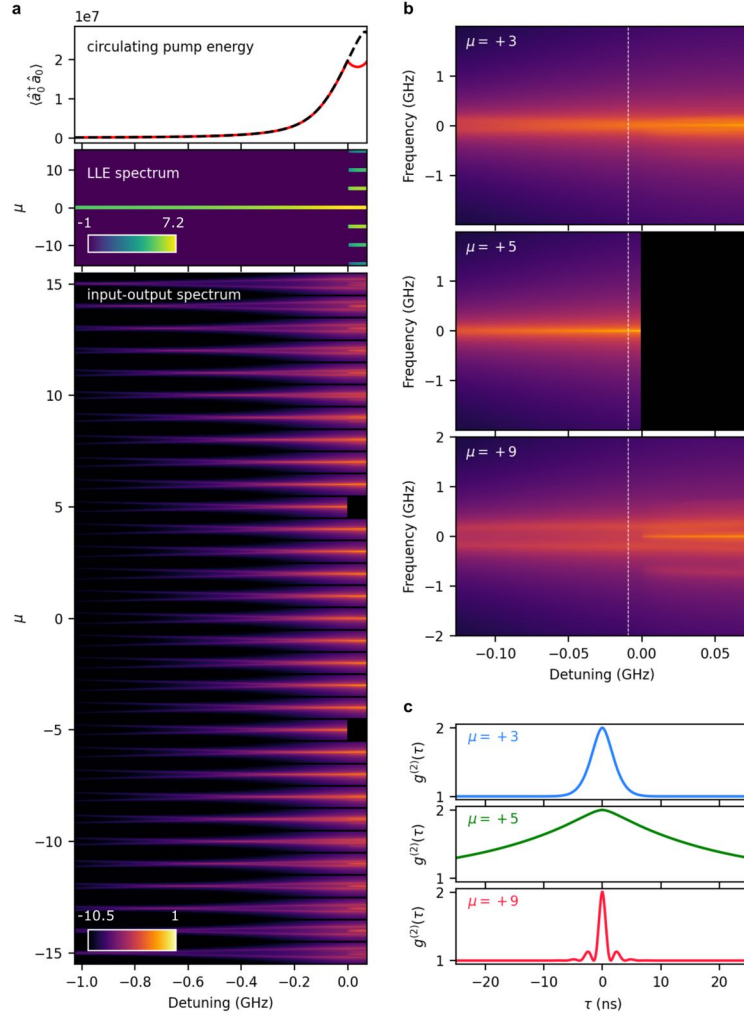 a
1e7
circulating pump energy
⟨â₀†â₀⟩
2
1
0
LLE spectrum
μ
10
0
−10
-1
7.2
input-output spectrum
μ
15
10
5
0
−5
−10
−15
-10.5
1
−1.0
−0.8
−0.6
−0.4
−0.2
0.0
Detuning (GHz)
b
μ = +3
Frequency (GHz)
1
0
−1
μ = +5
Frequency (GHz)
1
0
−1
μ = +9
Frequency (GHz)
2
1
0
−1
−2
−0.10
−0.05
0.00
0.05
Detuning (GHz)
c
μ = +3
g⁽²⁾(τ)
2
1
μ = +5
g⁽²⁾(τ)
2
1
μ = +9
g⁽²⁾(τ)
2
1
−20
−10
0
10
20
τ (ns)